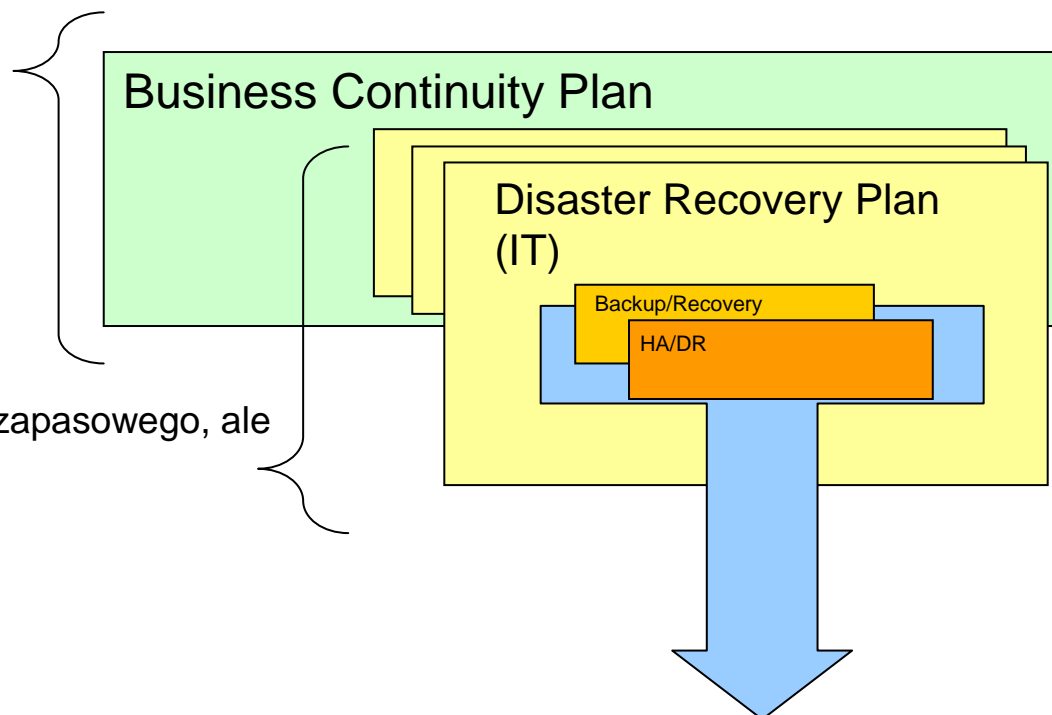 Business Continuity Plan
Disaster Recovery Plan
(IT)
Backup/Recovery
HA/DR
zapasowego, ale